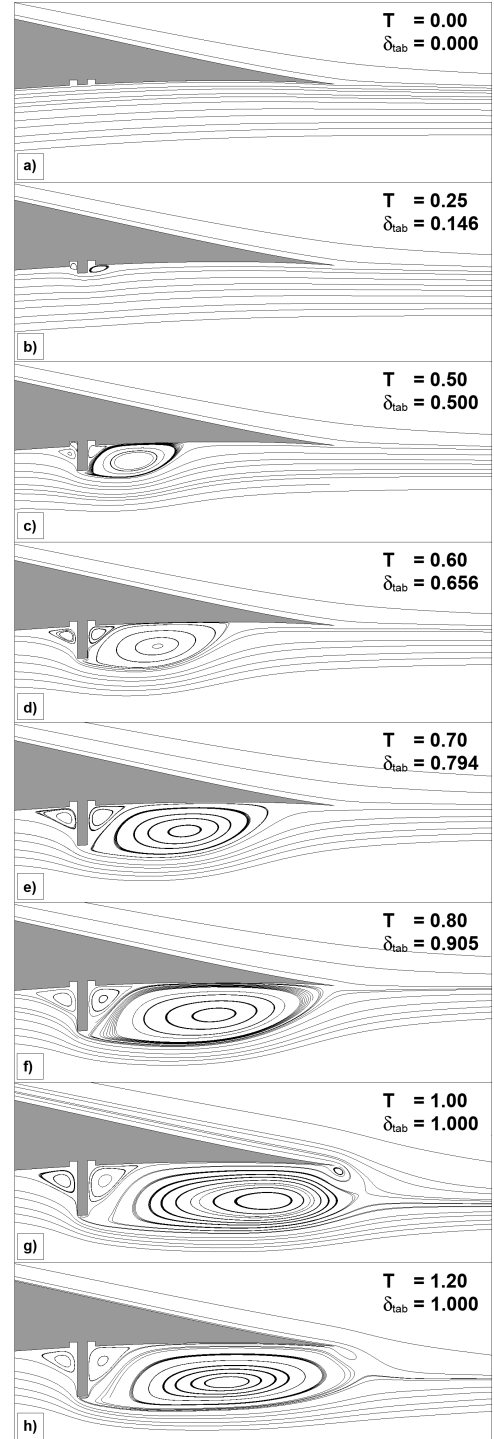 T = 0.00
δtab = 0.000
a)
T = 0.25
δtab = 0.146
b)
T = 0.50
δtab = 0.500
c)
T = 0.60
δtab = 0.656
d)
T = 0.70
δtab = 0.794
e)
T = 0.80
δtab = 0.905
f)
T = 1.00
δtab = 1.000
g)
T = 1.20
δtab = 1.000
h)